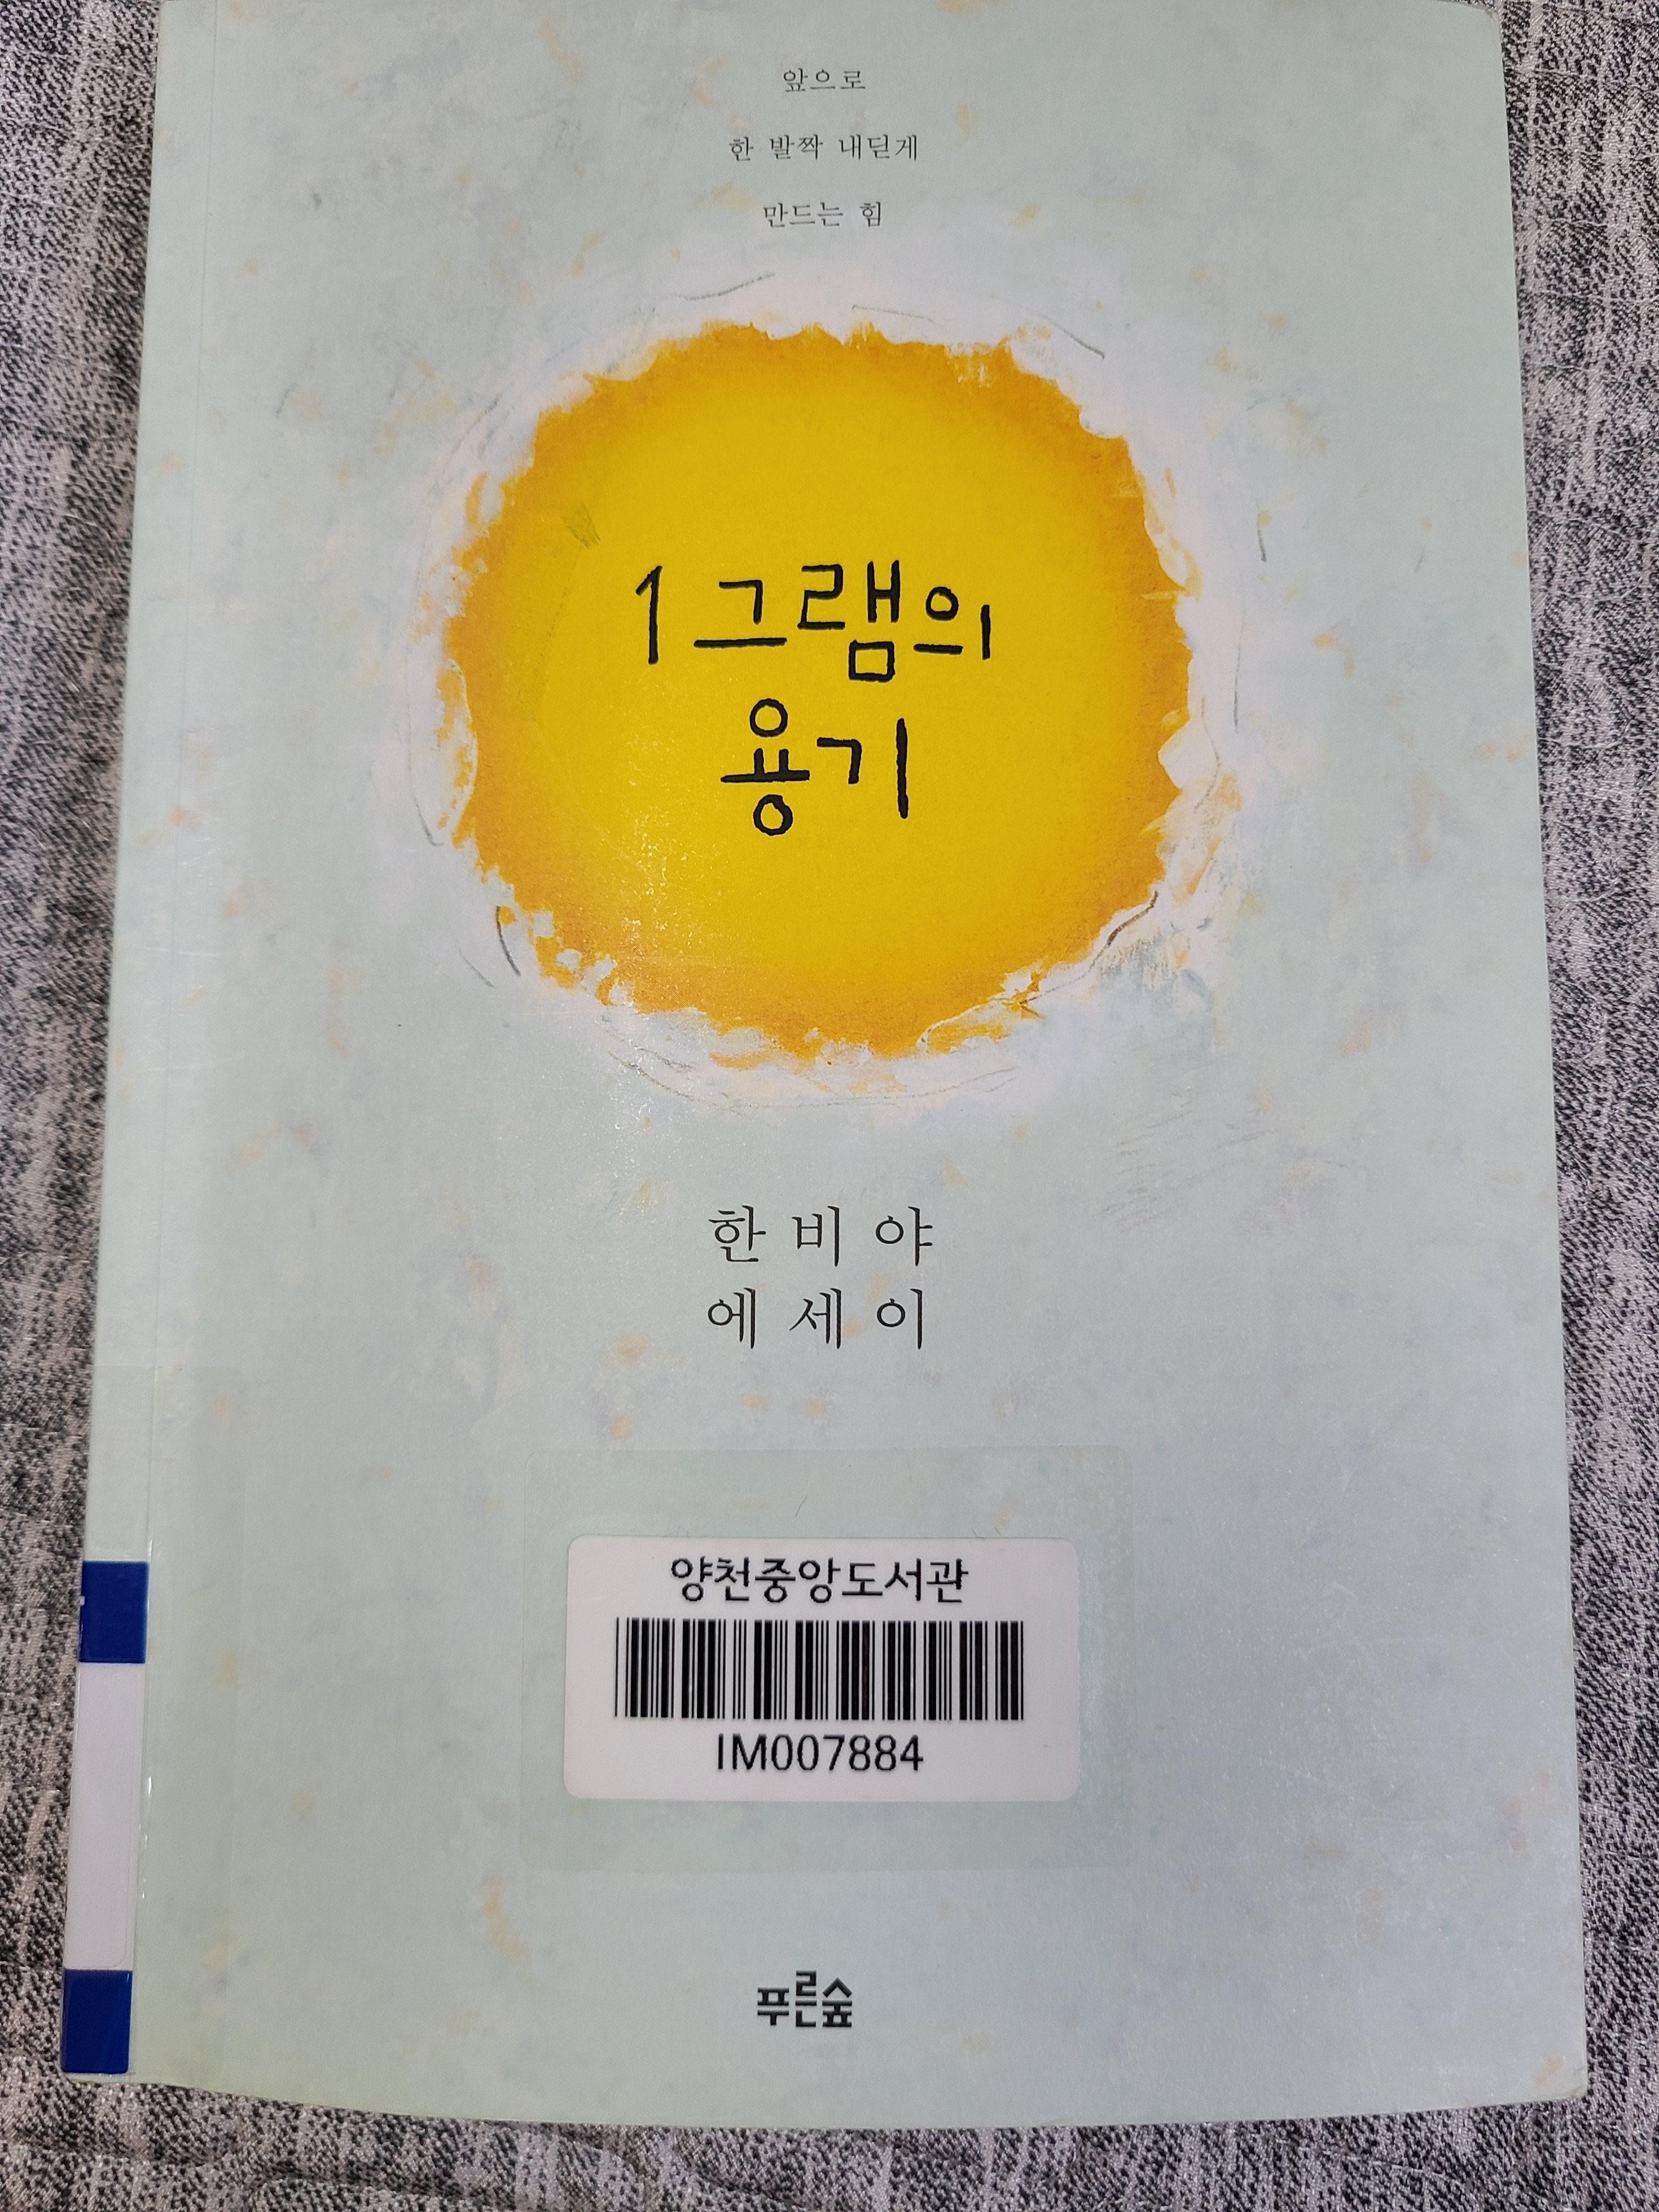 앞으로
한 발짝 내딛게
만드는 힘
1그램의
용기
한비야
에세이
양천중앙도서관
IM007884
푸른숲